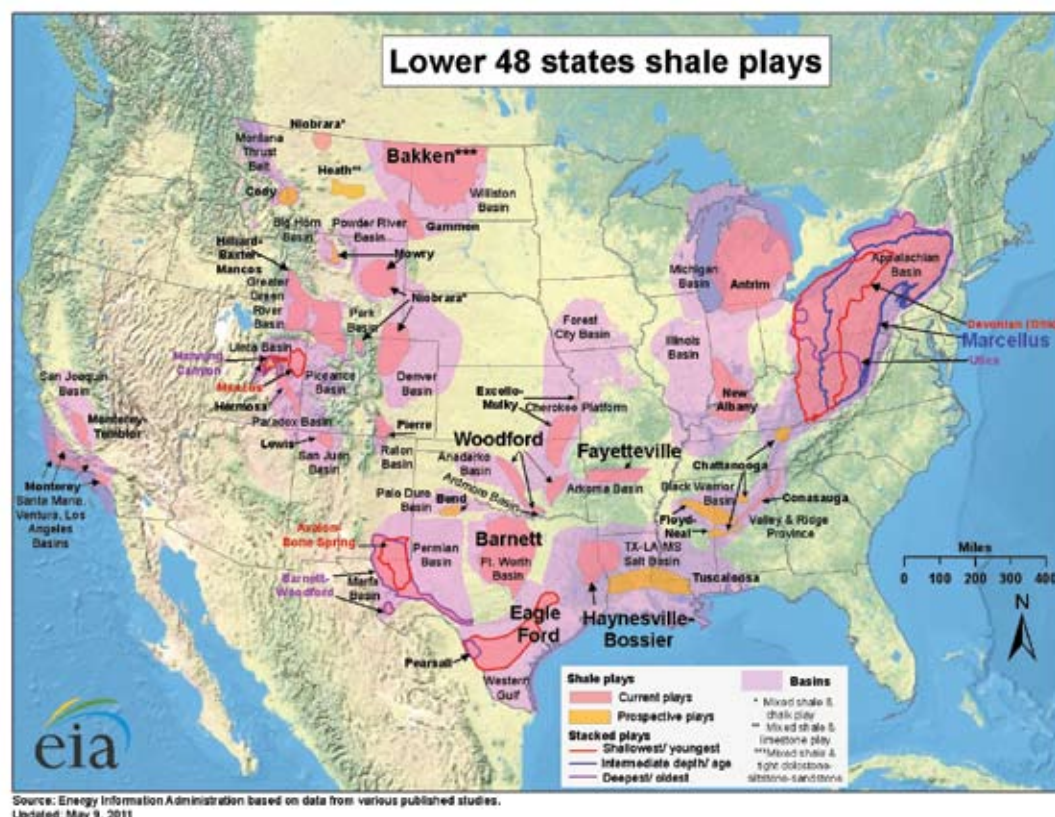 Lower 48 states shale plays
Niobrara*
Montana
Thrust
Belt
Bakken***
Heath**
Cody
Williston
Basin
Big Horn
Basin
Powder River
Basin
Gammon
Hilliard-
Baxter-
Mancos
Mowry
Greater
Green
River
Basin
Niobrara*
Park
Basin
Michigan
Basin
Antrim
Appalachian
Basin
Devonian (Ohio)
Marcellus
Utica
Forest
City Basin
Illinois
Basin
Uinta Basin
Manning
Canyon
Mancos
Piceance
Basin
Denver
Basin
San Joaquin
Basin
Hermosa
Paradox Basin
Excello-
Mulky
Cherokee Platform
New
Albany
Monterey-
Temblor
Lewis
San Juan
Basin
Pierre
Raton
Basin
Woodford
Anadarko
Basin
Ardmore Basin
Fayetteville
Arkoma Basin
Chattanooga
Black Warrior
Basin
Conasauga
Monterey
Santa Maria,
Ventura, Los
Angeles
Basins
Palo Duro
Basin
Bend
Floyd-
Neal
Valley & Ridge
Province
Avalon-
Bone Spring
Permian
Basin
Barnett
Ft. Worth
Basin
TX-LA-MS
Salt Basin
Tuscaloosa
Barnett-
Woodford
Marfa
Basin
Eagle
Ford
Haynesville-
Bossier
Pearsall
Western
Gulf
Miles
0 100 200 300 400
N
Shale plays
Current plays
Prospective plays
Stacked plays
Shallowest/ youngest
Intermediate depth/ age
Deepest/ oldest
Basins
* Mixed shale &
chalk play
** Mixed shale &
limestone play
***Mixed shale &
tight dolostone-
siltstone-sandstone
eia
Source: Energy Information Administration based on data from various published studies.
Updated: May 9, 2011